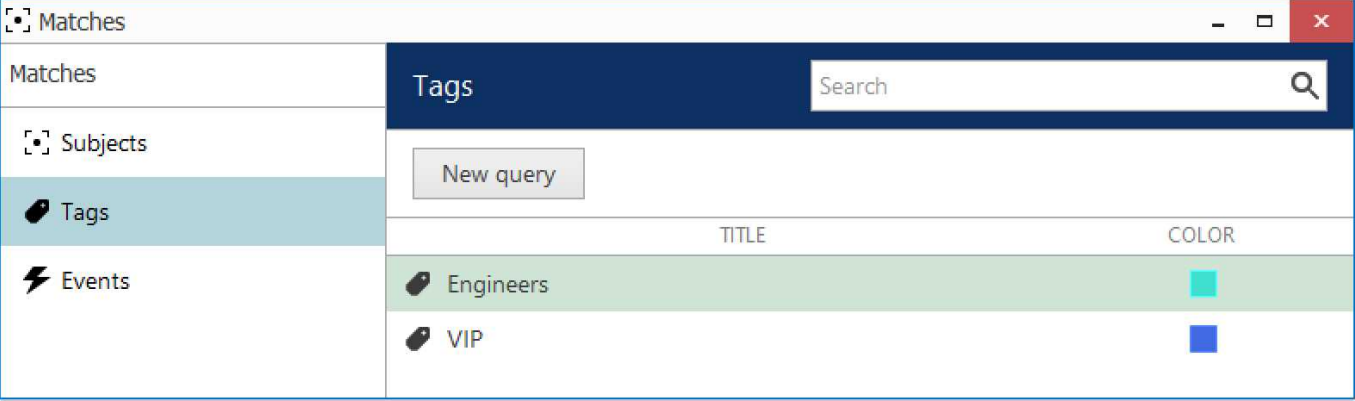 Matches
Matches
Subjects
Tags
Events
Tags
Search
New query
TITLE COLOR
Engineers
VIP